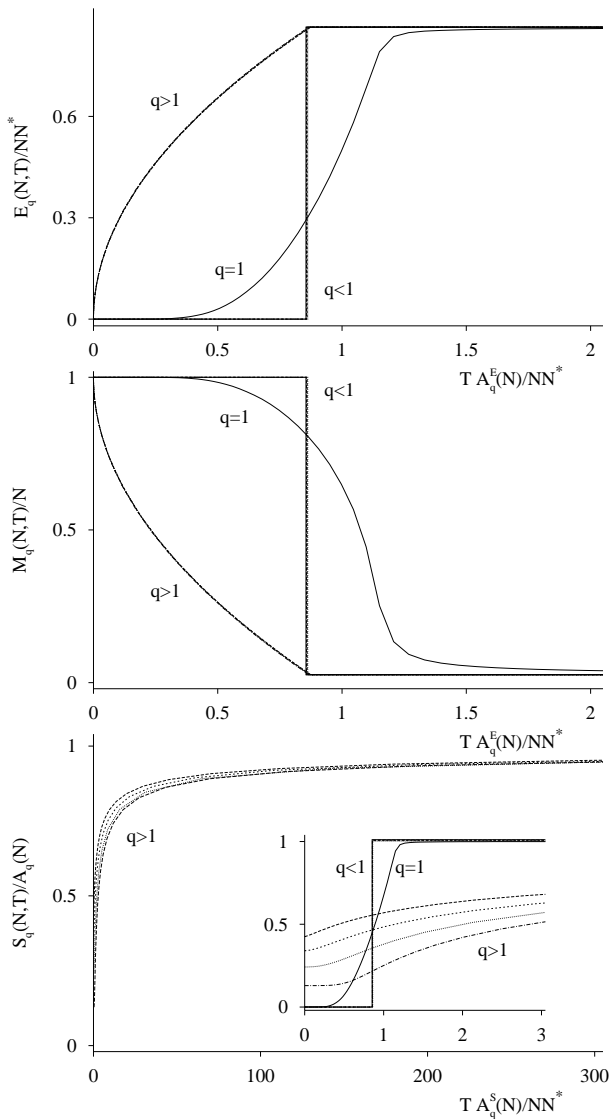 E_q(N,T)/NN*
0.6
0.3
0
q>1
q=1
q<1
0 0.5 1 1.5 2
T A_q^E(N)/NN*
M_q(N,T)/N
1
0.5
0
q<1
q=1
q>1
0 0.5 1 1.5 2
T A_q^E(N)/NN*
S_q(N,T)/A_q(N)
1
0.5
0
q>1
1
0.5
0
q<1
q=1
q>1
0 1 2 3
0 100 200 300
T A_q^S(N)/NN*